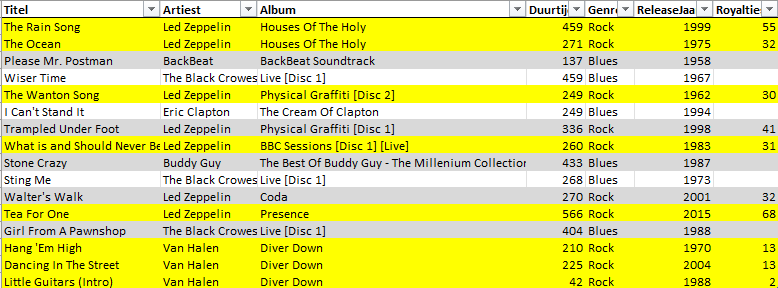 Titel Artiest Album Duurtij Genre ReleaseJaa Royalties
The Rain Song Led Zeppelin Houses Of The Holy 459 Rock 1999 55
The Ocean Led Zeppelin Houses Of The Holy 271 Rock 1975 32
Please Mr. Postman BackBeat BackBeat Soundtrack 137 Blues 1958
Wiser Time The Black Crowes Live [Disc 1] 459 Blues 1967
The Wanton Song Led Zeppelin Physical Graffiti [Disc 2] 249 Rock 1962 30
I Can't Stand It Eric Clapton The Cream Of Clapton 249 Blues 1994
Trampled Under Foot Led Zeppelin Physical Graffiti [Disc 1] 336 Rock 1998 41
What is and Should Never Be Led Zeppelin BBC Sessions [Disc 1] [Live] 260 Rock 1983 31
Stone Crazy Buddy Guy The Best Of Buddy Guy - The Millenium Collection 433 Blues 1987
Sting Me The Black Crowes Live [Disc 1] 268 Blues 1973
Walter's Walk Led Zeppelin Coda 270 Rock 2001 32
Tea For One Led Zeppelin Presence 566 Rock 2015 68
Girl From A Pawnshop The Black Crowes Live [Disc 1] 404 Blues 1988
Hang 'Em High Van Halen Diver Down 210 Rock 1970 13
Dancing In The Street Van Halen Diver Down 225 Rock 2004 13
Little Guitars (Intro) Van Halen Diver Down 42 Rock 1988 2